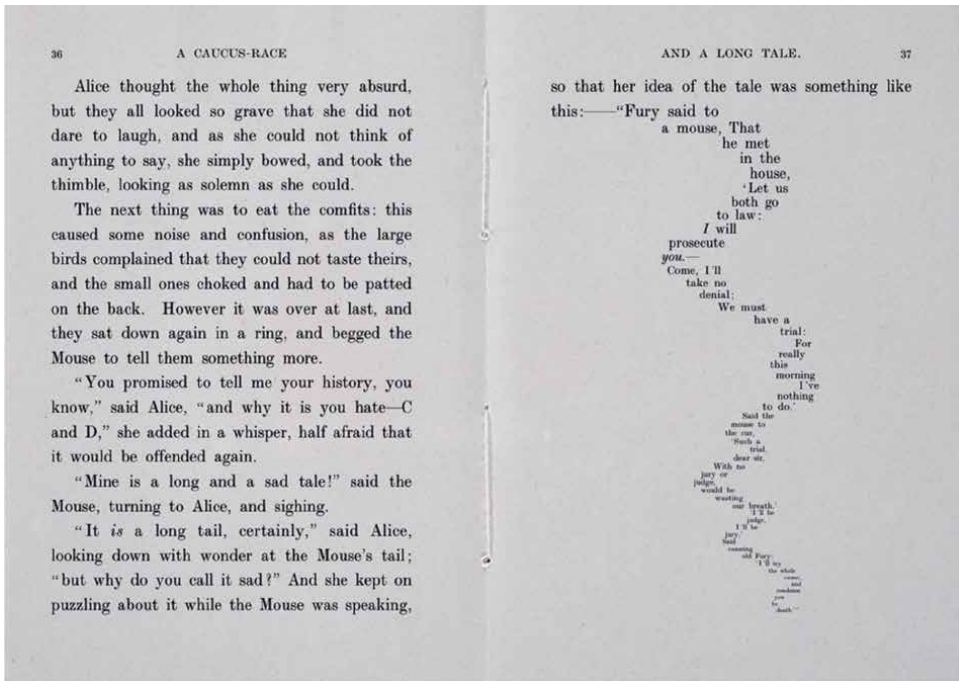 36
A CAUCUS-RACE
Alice thought the whole thing very absurd,
but they all looked so grave that she did not
dare to laugh, and as she could not think of
anything to say, she simply bowed, and took the
thimble, looking as solemn as she could.
The next thing was to eat the comfits: this
caused some noise and confusion, as the large
birds complained that they could not taste theirs,
and the small ones choked and had to be patted
on the back. However it was over at last, and
they sat down again in a ring, and begged the
Mouse to tell them something more.
"You promised to tell me your history, you
know," said Alice, "and why it is you hate—C
and D," she added in a whisper, half afraid that
it would be offended again.
"Mine is a long and a sad tale!" said the
Mouse, turning to Alice, and sighing.
"It is a long tail, certainly," said Alice,
looking down with wonder at the Mouse's tail;
"but why do you call it sad?" And she kept on
puzzling about it while the Mouse was speaking,
AND A LONG TALE.
37
so that her idea of the tale was something like
this:——"Fury said to
a mouse, That
he met
in the
house,
'Let us
both go
to law:
I will
prosecute
you.—
Come, I'll
take no
denial;
We must
have a
trial:
For
really
this
morning
I've
nothing
to do.'
Said the
mouse to
the cur,
'Such a
trial,
dear sir,
With no
jury or
judge,
would be
wasting
our breath.'
'I'll be
judge,
I'll be
jury,'
Said
cunning
old Fury:
'I'll try
the whole
cause,
and
condemn
you
to
death.'"